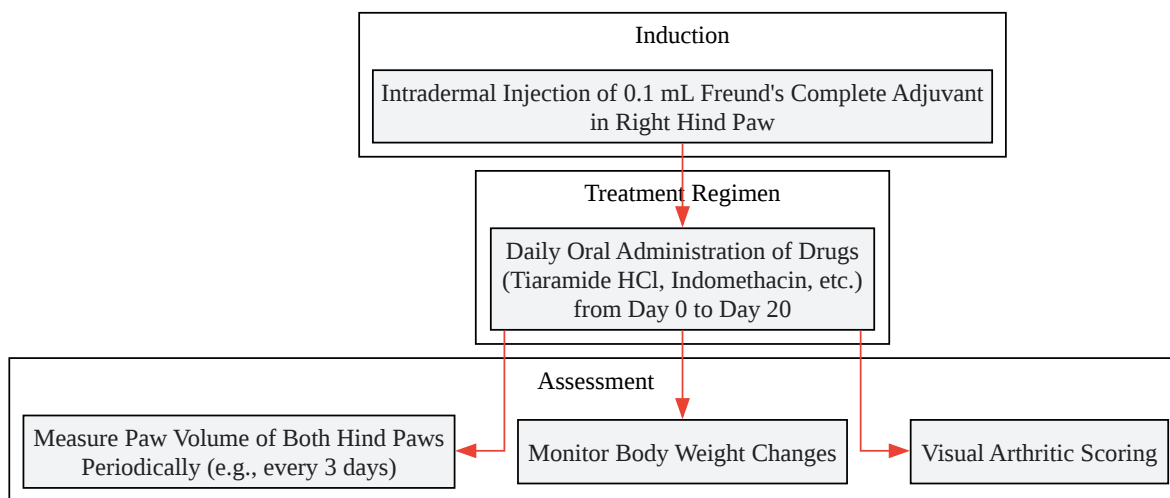 Induction
Intradermal Injection of 0.1 mL Freund's Complete Adjuvant
in Right Hind Paw
Treatment Regimen
Daily Oral Administration of Drugs
(Tiaramide HCl, Indomethacin, etc.)
from Day 0 to Day 20
Assessment
Measure Paw Volume of Both Hind Paws
Periodically (e.g., every 3 days)
Monitor Body Weight Changes
Visual Arthritic Scoring